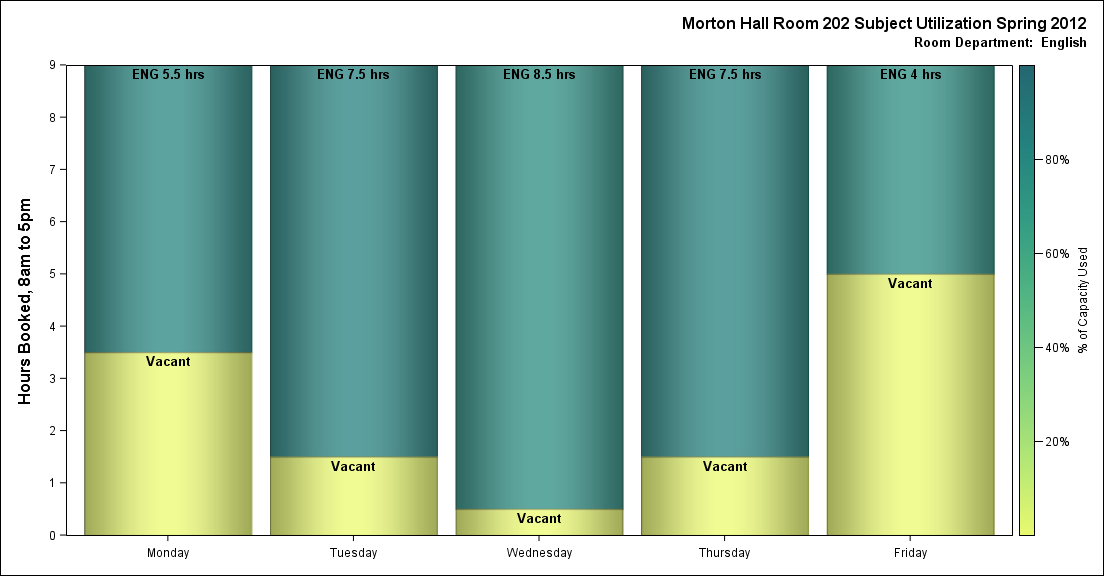 Morton Hall Room 202 Subject Utilization Spring 2012
Room Department:  English
Hours Booked, 8am to 5pm
9
8
7
6
5
4
3
2
1
0
ENG 5.5 hrs
ENG 7.5 hrs
ENG 8.5 hrs
ENG 7.5 hrs
ENG 4 hrs
Vacant
Vacant
Vacant
Vacant
Vacant
Monday
Tuesday
Wednesday
Thursday
Friday
80%
60%
40%
20%
% of Capacity Used